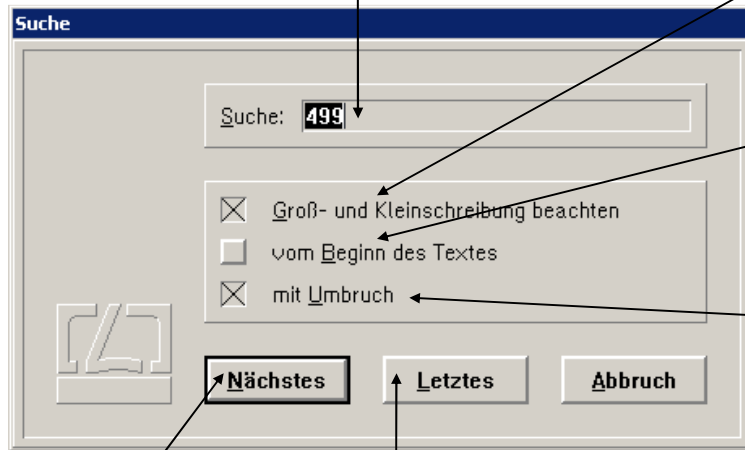 Suche
Suche: 499
Groß- und Kleinschreibung beachten
vom Beginn des Textes
mit Umbruch
Nächstes Letztes Abbruch